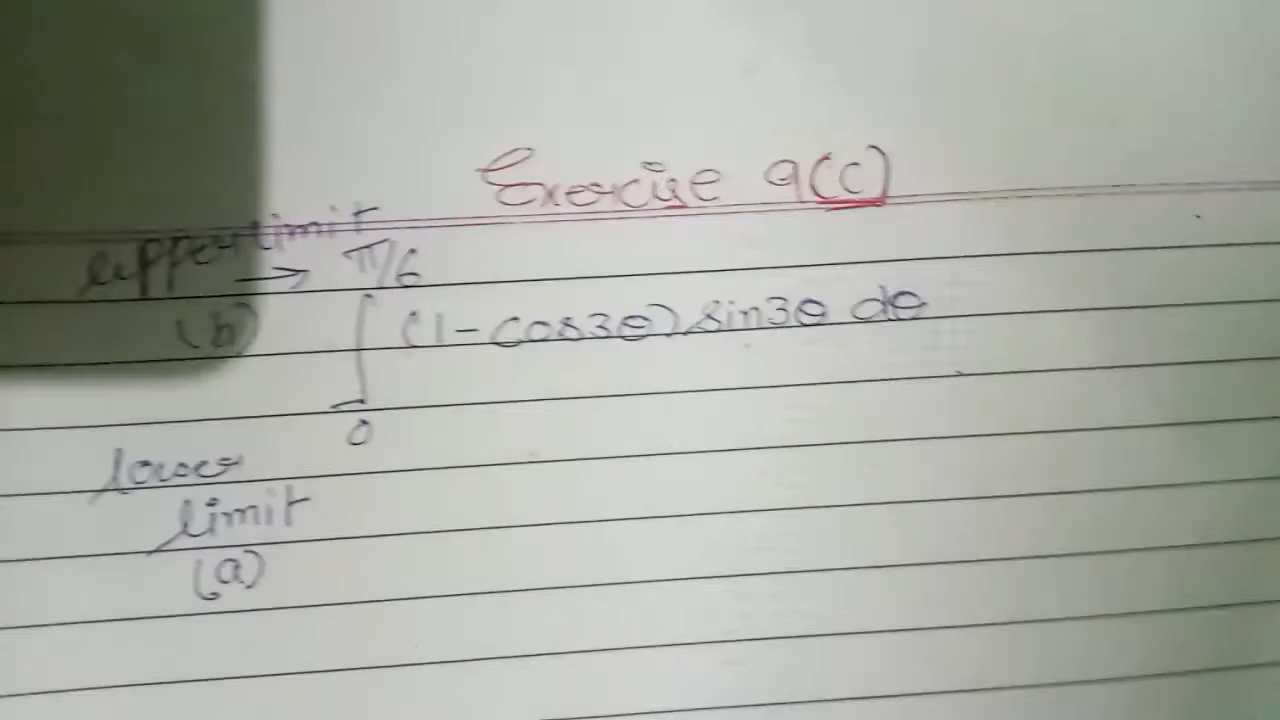 Exercise 9(C)
upper limit
→ π/6
(b) ∫ (1-cos3θ) sin3θ dθ
0
lower
limit
(a)